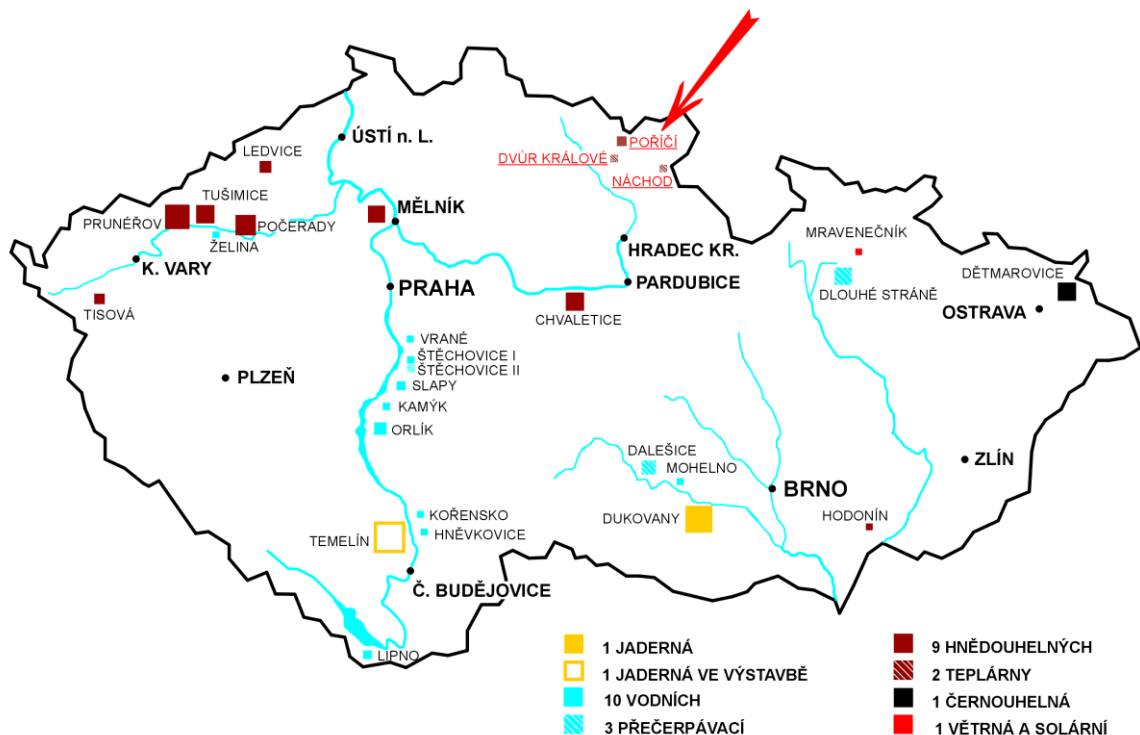 ÚSTÍ n. L.
LEDVICE
POŘÍČÍ
DVŮR KRÁLOVÉ
NÁCHOD
TUŠIMICE
PRUNÉŘOV
POČERADY
ŽELINA
MĚLNÍK
K. VARY
HRADEC KR.
MRAVENEČNÍK
PRAHA
PARDUBICE
DĚTMAROVICE
DLOUHÉ STRÁNĚ
TISOVÁ
CHVALETICE
OSTRAVA
VRANÉ
ŠTĚCHOVICE I
ŠTĚCHOVICE II
PLZEŇ
SLAPY
KAMÝK
ORLÍK
DALEŠICE
MOHELNO
ZLÍN
BRNO
KOŘENSKO
DUKOVANY
HODONÍN
HNĚVKOVICE
TEMELÍN
Č. BUDĚJOVICE
LIPNO
1 JADERNÁ
1 JADERNÁ VE VÝSTAVBĚ
10 VODNÍCH
3 PŘEČERPÁVACÍ
9 HNĚDOUHELNÝCH
2 TEPLÁRNY
1 ČERNOUHELNÁ
1 VĚTRNÁ A SOLÁRNÍ